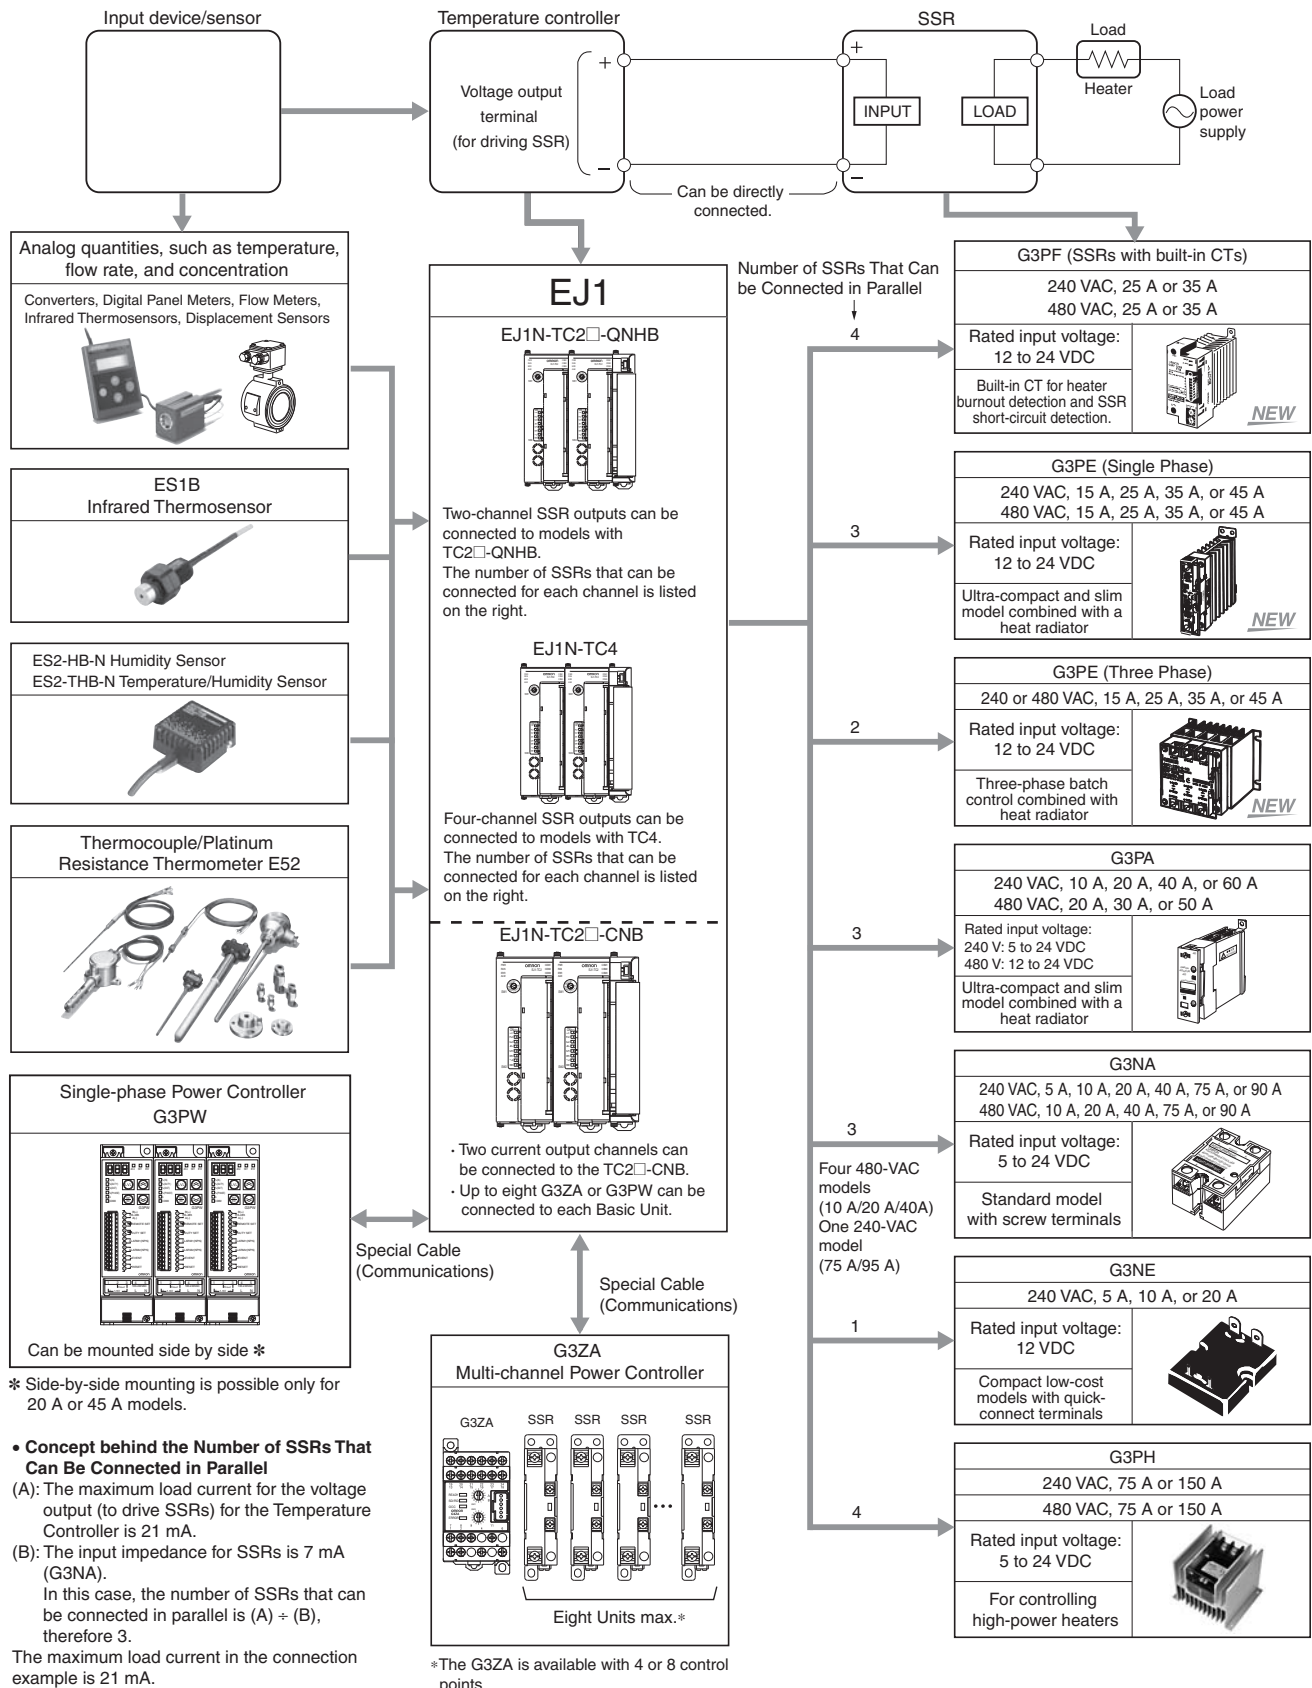 Input device/sensor
Temperature controller
SSR
Load
Heater
Load
power
supply
Voltage output
terminal
(for driving SSR)
+
−
+
−
INPUT
LOAD
Can be directly
connected.
Analog quantities, such as temperature,
flow rate, and concentration
Converters, Digital Panel Meters, Flow Meters,
Infrared Thermosensors, Displacement Sensors
ES1B
Infrared Thermosensor
ES2-HB-N Humidity Sensor
ES2-THB-N Temperature/Humidity Sensor
Thermocouple/Platinum
Resistance Thermometer E52
Single-phase Power Controller
G3PW
Can be mounted side by side ✻
✻ Side-by-side mounting is possible only for
20 A or 45 A models.
• Concept behind the Number of SSRs That
Can Be Connected in Parallel
(A): The maximum load current for the voltage
output (to drive SSRs) for the Temperature
Controller is 21 mA.
(B): The input impedance for SSRs is 7 mA
(G3NA).
In this case, the number of SSRs that can
be connected in parallel is (A) ÷ (B),
therefore 3.
The maximum load current in the connection
example is 21 mA.
EJ1
EJ1N-TC2□-QNHB
Two-channel SSR outputs can be
connected to models with
TC2□-QNHB.
The number of SSRs that can be
connected for each channel is listed
on the right.
EJ1N-TC4
Four-channel SSR outputs can be
connected to models with TC4.
The number of SSRs that can be
connected for each channel is listed
on the right.
EJ1N-TC2□-CNB
· Two current output channels can
be connected to the TC2□-CNB.
· Up to eight G3ZA or G3PW can be
connected to each Basic Unit.
Special Cable
(Communications)
Special Cable
(Communications)
G3ZA
Multi-channel Power Controller
G3ZA
SSR SSR SSR SSR
Eight Units max.*
*The G3ZA is available with 4 or 8 control
points.
Number of SSRs That Can
be Connected in Parallel
4
3
2
3
3
Four 480-VAC
models
(10 A/20 A/40A)
One 240-VAC
model
(75 A/95 A)
1
4
G3PF (SSRs with built-in CTs)
240 VAC, 25 A or 35 A
480 VAC, 25 A or 35 A
Rated input voltage:
12 to 24 VDC
Built-in CT for heater
burnout detection and SSR
short-circuit detection.
NEW
G3PE (Single Phase)
240 VAC, 15 A, 25 A, 35 A, or 45 A
480 VAC, 15 A, 25 A, 35 A, or 45 A
Rated input voltage:
12 to 24 VDC
Ultra-compact and slim
model combined with a
heat radiator
NEW
G3PE (Three Phase)
240 or 480 VAC, 15 A, 25 A, 35 A, or 45 A
Rated input voltage:
12 to 24 VDC
Three-phase batch
control combined with
heat radiator
NEW
G3PA
240 VAC, 10 A, 20 A, 40 A, or 60 A
480 VAC, 20 A, 30 A, or 50 A
Rated input voltage:
240 V: 5 to 24 VDC
480 V: 12 to 24 VDC
Ultra-compact and slim
model combined with a
heat radiator
G3NA
240 VAC, 5 A, 10 A, 20 A, 40 A, 75 A, or 90 A
480 VAC, 10 A, 20 A, 40 A, 75 A, or 90 A
Rated input voltage:
5 to 24 VDC
Standard model
with screw terminals
G3NE
240 VAC, 5 A, 10 A, or 20 A
Rated input voltage:
12 VDC
Compact low-cost
models with quick-
connect terminals
G3PH
240 VAC, 75 A or 150 A
480 VAC, 75 A or 150 A
Rated input voltage:
5 to 24 VDC
For controlling
high-power heaters